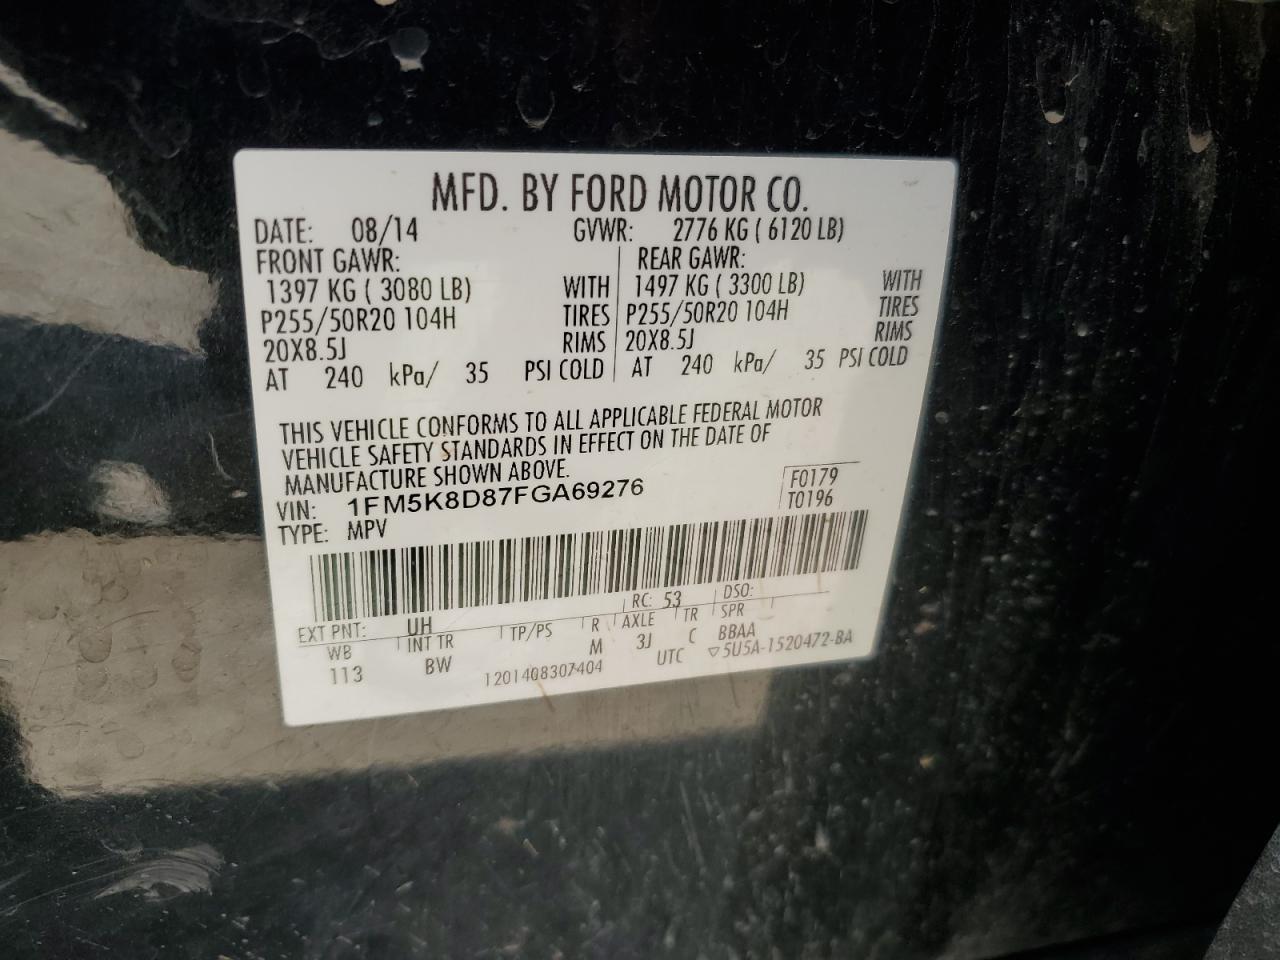 MFD. BY FORD MOTOR CO.
DATE: 08/14 GVWR: 2776 KG ( 6120 LB)
FRONT GAWR: REAR GAWR:
1397 KG ( 3080 LB) WITH 1497 KG ( 3300 LB) WITH
P255/50R20 104H TIRES P255/50R20 104H TIRES
20X8.5J RIMS 20X8.5J RIMS
AT 240 kPa/ 35 PSI COLD AT 240 kPa/ 35 PSI COLD
THIS VEHICLE CONFORMS TO ALL APPLICABLE FEDERAL MOTOR
VEHICLE SAFETY STANDARDS IN EFFECT ON THE DATE OF
MANUFACTURE SHOWN ABOVE.
VIN: 1FM5K8D87FGA69276 F0179
TYPE: MPV T0196
EXT PNT: UH RC: 53 DSO:
WB INT TR TP/PS R AXLE TR SPR
113 BW M 3J C BBAA
1201408307404 UTC ▽5U5A-1520472-BA